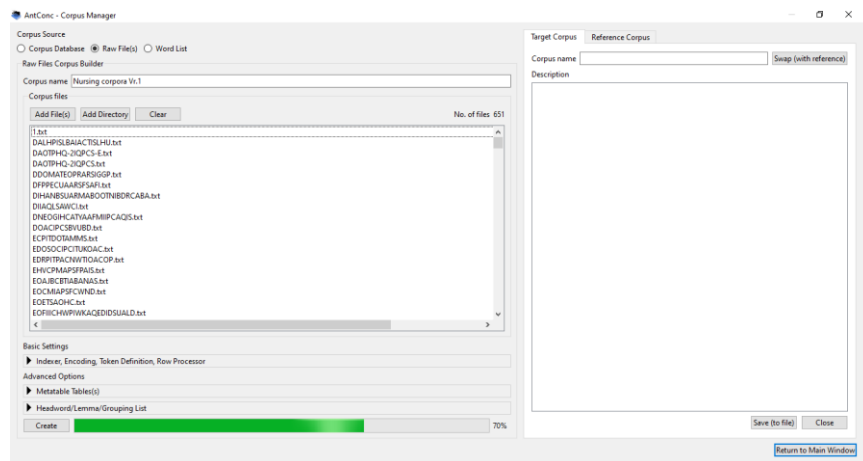 AntConc - Corpus Manager
Corpus Source
Corpus Database Raw File(s) Word List
Raw Files Corpus Builder
Corpus name Nursing corpora Vr.1
Corpus files
Add File(s) Add Directory Clear No. of files 651
1.txt
DALHPISLBAIACTISLHU.txt
DAOTPHQ-2IQPCS-E.txt
DAOTPHQ-2IQPCS.txt
DDOMATEOPRARSIGGP.txt
DFPPECUAARSFSAFI.txt
DIHANBSUARMABOOTNIBDRCABA.txt
DIIAQLSAWCI.txt
DNEOGIHCATYAAFMIIPCAQIS.txt
DOACIPCSBVUBD.txt
ECPITDOTAMMS.txt
EDOSOCIPCITUKOAC.txt
EDRPITPACNWTIOACOP.txt
EHVCPMAPSFPAIS.txt
EOAJBCBTIABANAS.txt
EOCMIAPSFCWND.txt
EOETSAOHC.txt
EOFIIICHWPIWKAQEDIDSUALD.txt
Basic Settings
Indexer, Encoding, Token Definition, Row Processor
Advanced Options
Metatable Tables(s)
Headword/Lemma/Grouping List
Create 70%
Target Corpus Reference Corpus
Corpus name Swap (with reference)
Description
Save (to file) Close
Return to Main Window